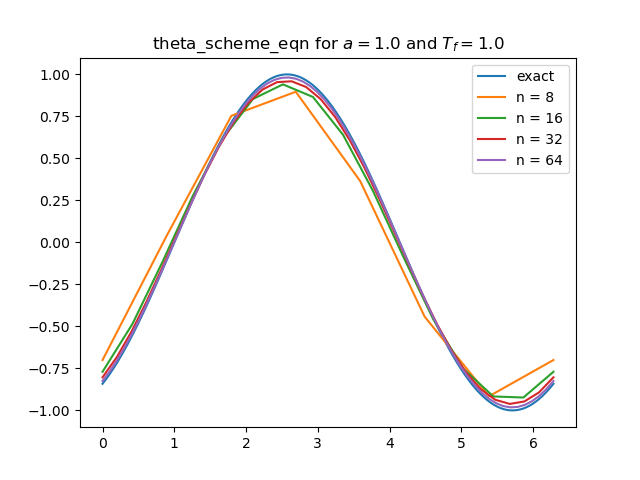 theta_scheme_eqn for a = 1.0 and T_f = 1.0
1.00
0.75
0.50
0.25
0.00
−0.25
−0.50
−0.75
−1.00
0 1 2 3 4 5 6
exact
n = 8
n = 16
n = 32
n = 64